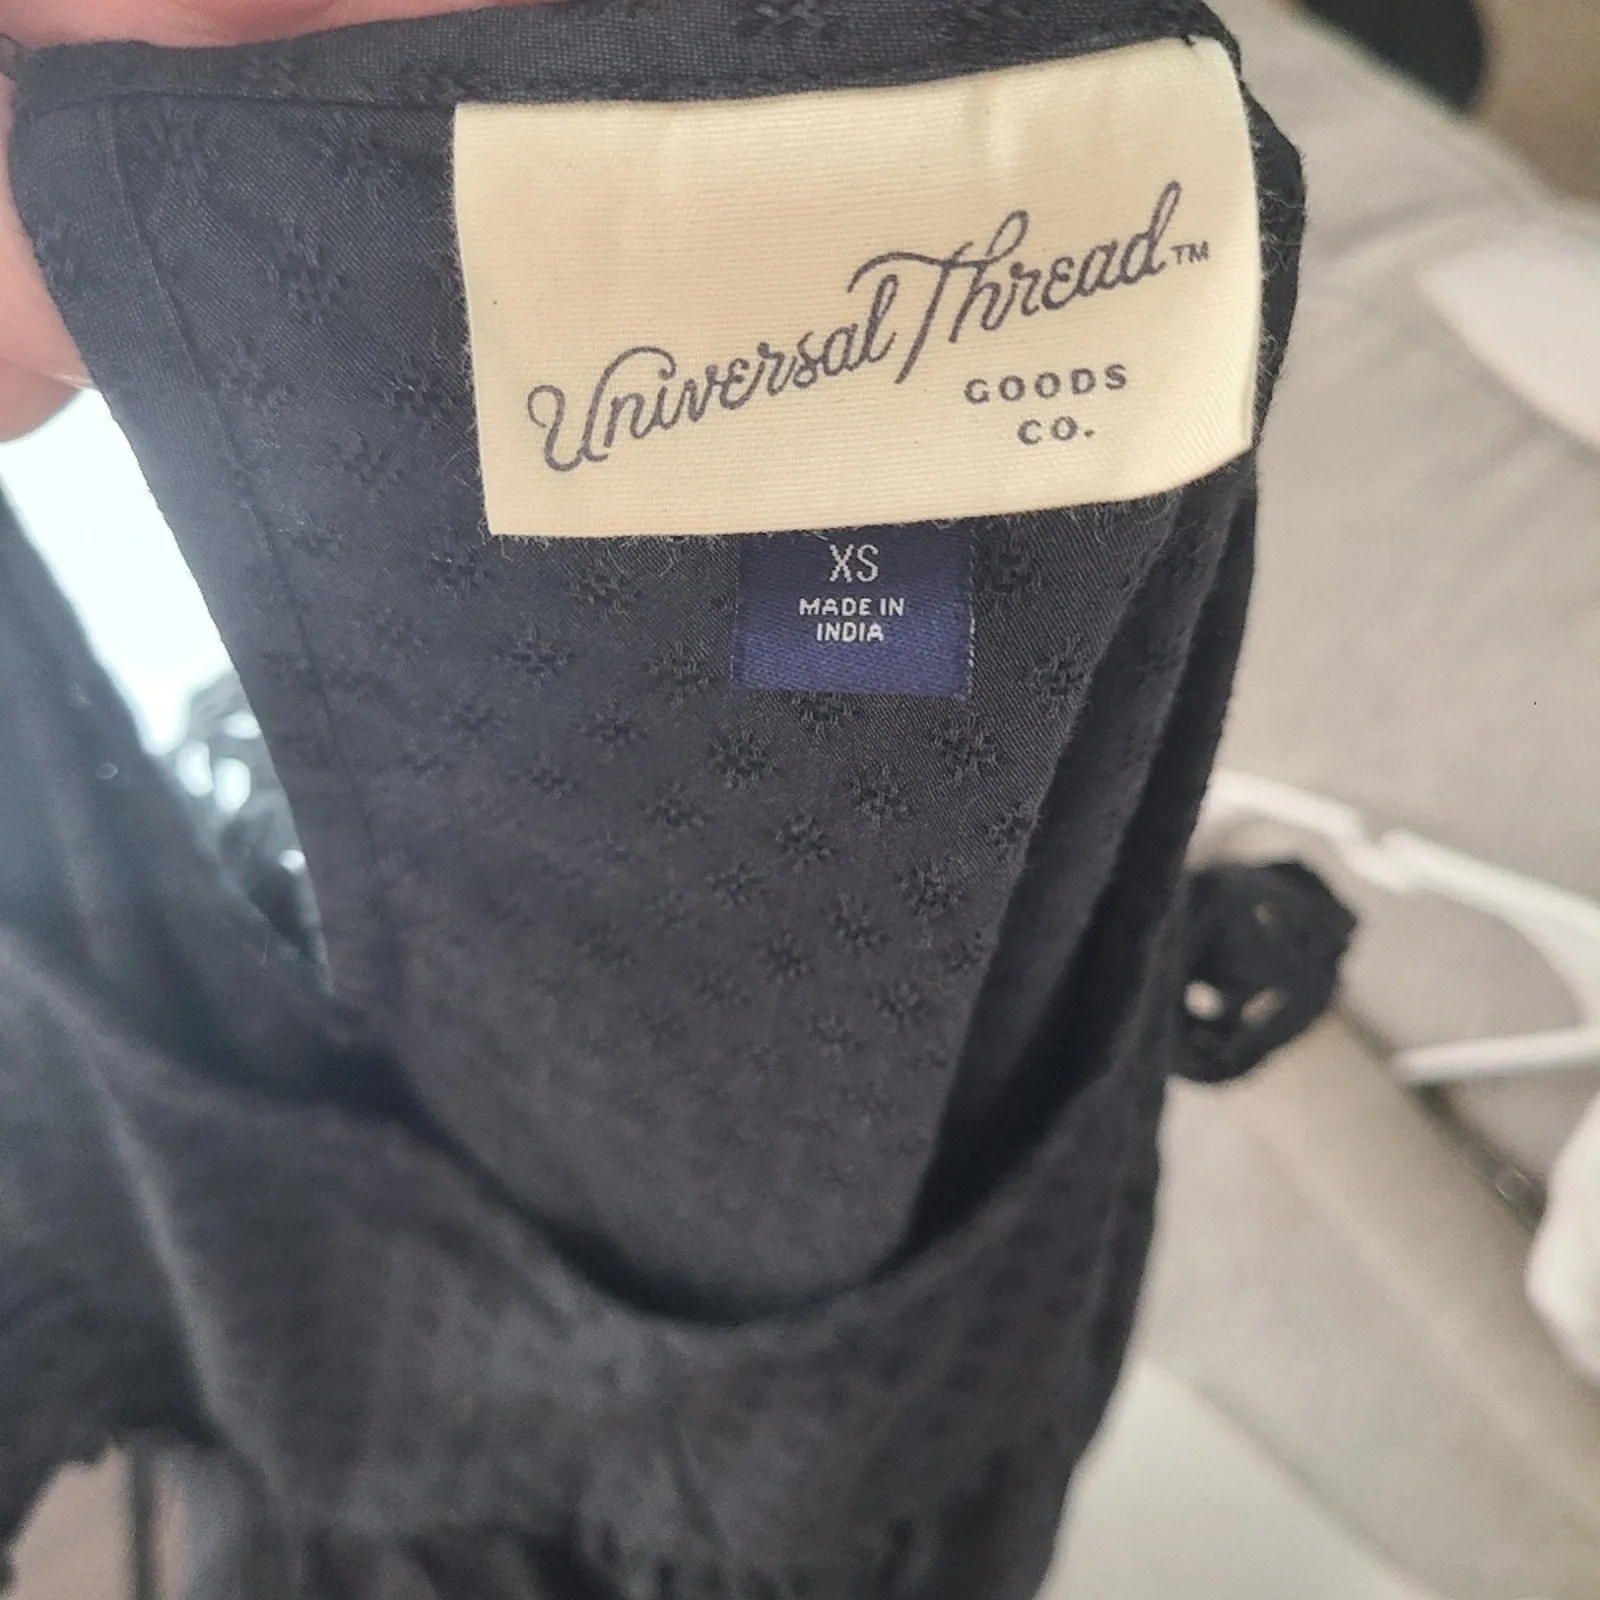 Universal Thread™
GOODS
CO.
XS
MADE IN
INDIA